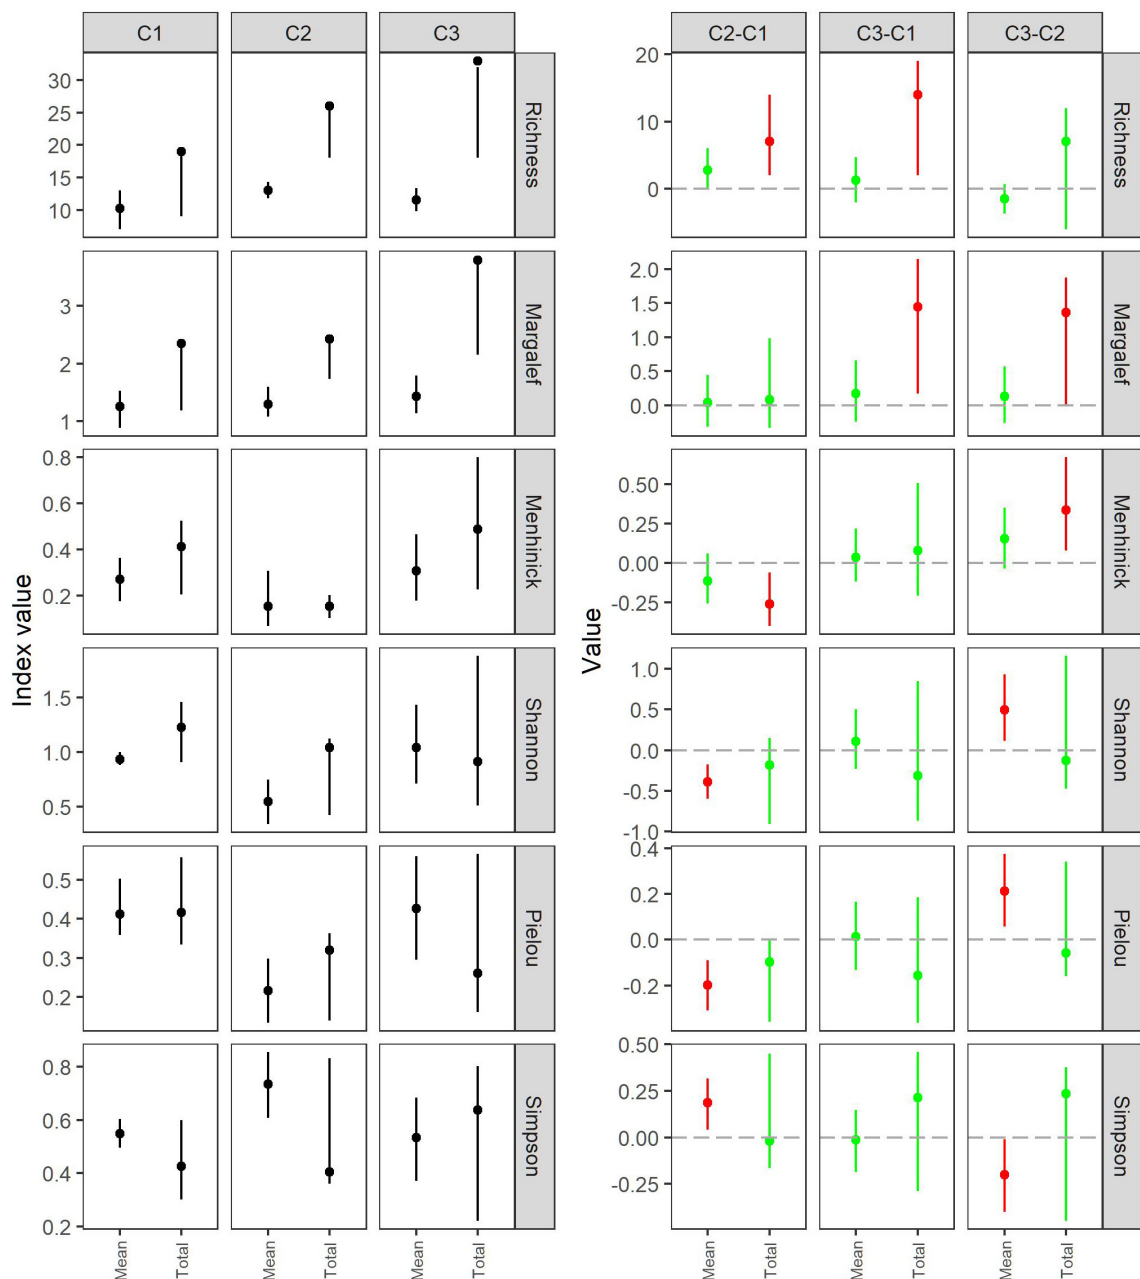 C1 C2 C3
30
25
20
15
10
Richness
3
2
1
Margalef
0.8
0.6
0.4
0.2
Menhinick
1.5
1.0
0.5
Shannon
0.5
0.4
0.3
0.2
Pielou
0.8
0.6
0.4
0.2
Simpson
Index value
Mean Total Mean Total Mean Total
C2-C1 C3-C1 C3-C2
20
10
0
Richness
2.0
1.5
1.0
0.5
0.0
Margalef
0.50
0.25
0.00
-0.25
Menhinick
1.0
0.5
0.0
-0.5
-1.0
Shannon
0.4
0.2
0.0
-0.2
Pielou
0.50
0.25
0.00
-0.25
Simpson
Value
Mean Total Mean Total Mean Total